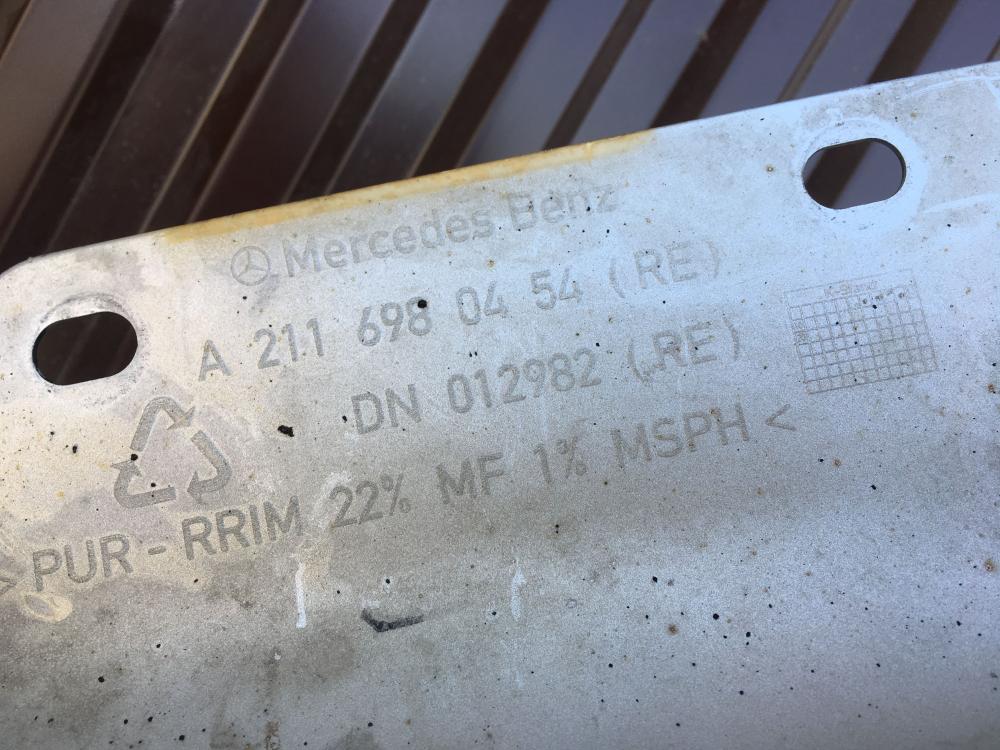 Mercedes Benz
A 211 698 04 54 (RE)
DN 012982 (RE)
>PUR-RRIM 22% MF 1% MSPH<